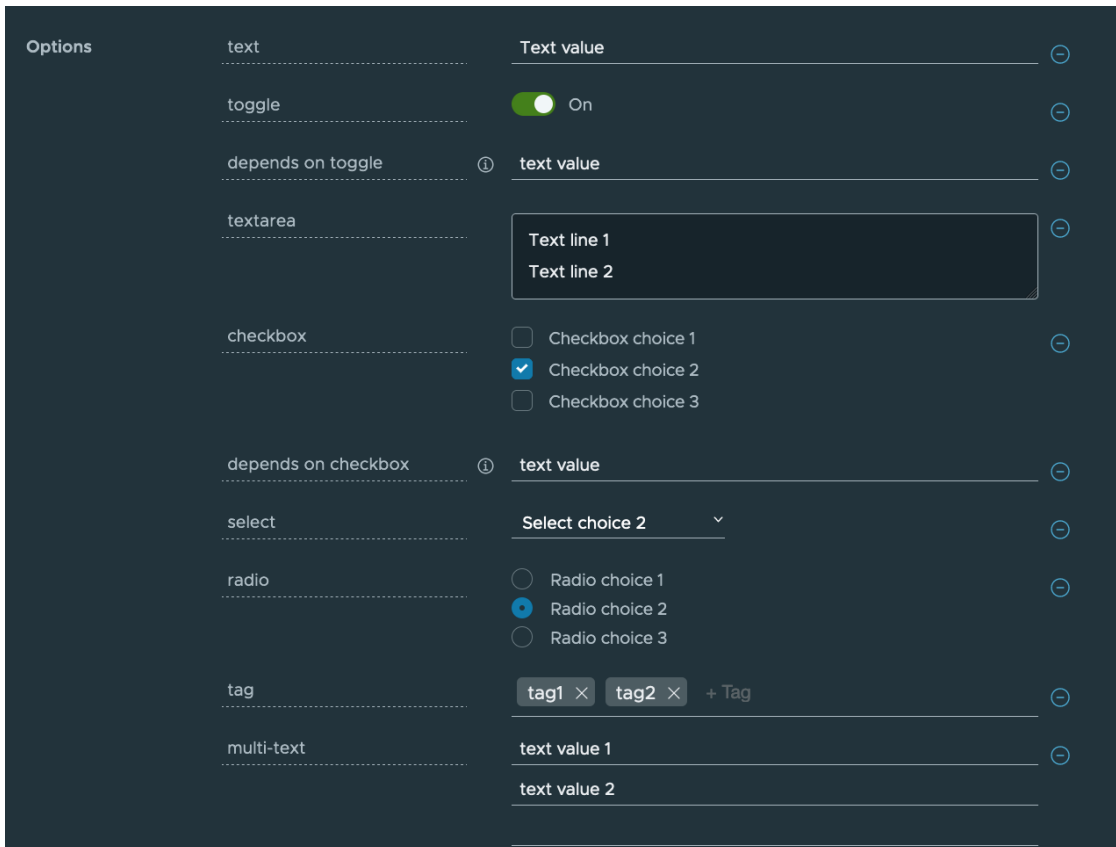 Options
text
Text value
toggle
On
depends on toggle
text value
textarea
Text line 1
Text line 2
checkbox
Checkbox choice 1
Checkbox choice 2
Checkbox choice 3
depends on checkbox
text value
select
Select choice 2
radio
Radio choice 1
Radio choice 2
Radio choice 3
tag
tag1
tag2
+ Tag
multi-text
text value 1
text value 2